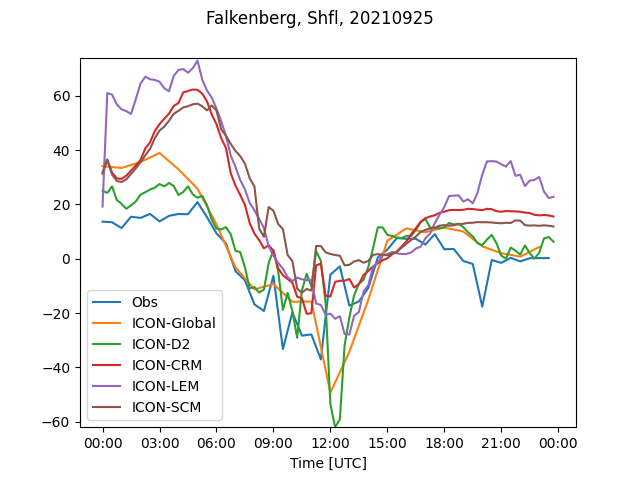 Falkenberg, Shfl, 20210925
60
40
20
0
−20
−40
−60
Obs
ICON-Global
ICON-D2
ICON-CRM
ICON-LEM
ICON-SCM
00:00 03:00 06:00 09:00 12:00 15:00 18:00 21:00 00:00
Time [UTC]